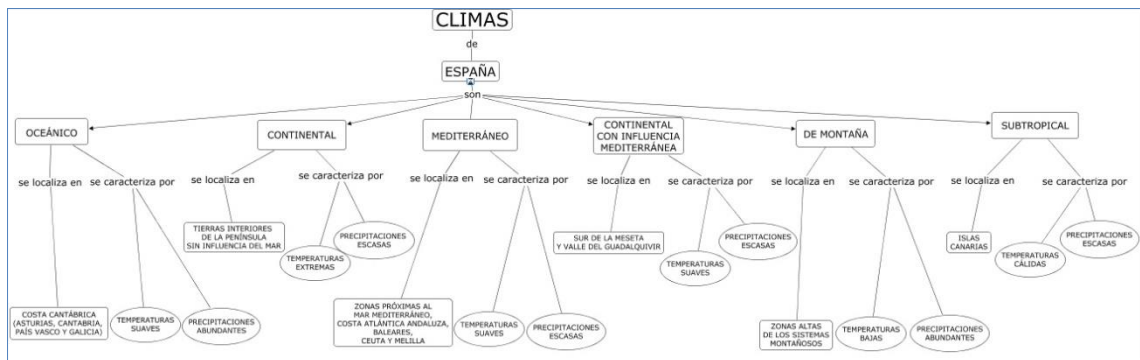 CLIMAS
de
ESPAÑA
son
OCEÁNICO
CONTINENTAL
MEDITERRÁNEO
CONTINENTAL
CON INFLUENCIA
MEDITERRÁNEA
DE MONTAÑA
SUBTROPICAL
se localiza en
se caracteriza por
se localiza en
se caracteriza por
se localiza en
se caracteriza por
se localiza en
se caracteriza por
se localiza en
se caracteriza por
se localiza en
se caracteriza por
COSTA CANTÁBRICA
(ASTURIAS, CANTABRIA,
PAÍS VASCO Y GALICIA)
TEMPERATURAS
SUAVES
PRECIPITACIONES
ABUNDANTES
TIERRAS INTERIORES
DE LA PENÍNSULA
SIN INFLUENCIA DEL MAR
TEMPERATURAS
EXTREMAS
PRECIPITACIONES
ESCASAS
ZONAS PRÓXIMAS AL
MAR MEDITERRÁNEO,
COSTA ATLÁNTICA ANDALUZA,
BALEARES,
CEUTA Y MELILLA
TEMPERATURAS
SUAVES
PRECIPITACIONES
ESCASAS
SUR DE LA MESETA
Y VALLE DEL GUADALQUIVIR
TEMPERATURAS
SUAVES
PRECIPITACIONES
ESCASAS
ZONAS ALTAS
DE LOS SISTEMAS
MONTAÑOSOS
TEMPERATURAS
BAJAS
PRECIPITACIONES
ABUNDANTES
ISLAS
CANARIAS
TEMPERATURAS
CÁLIDAS
PRECIPITACIONES
ESCASAS